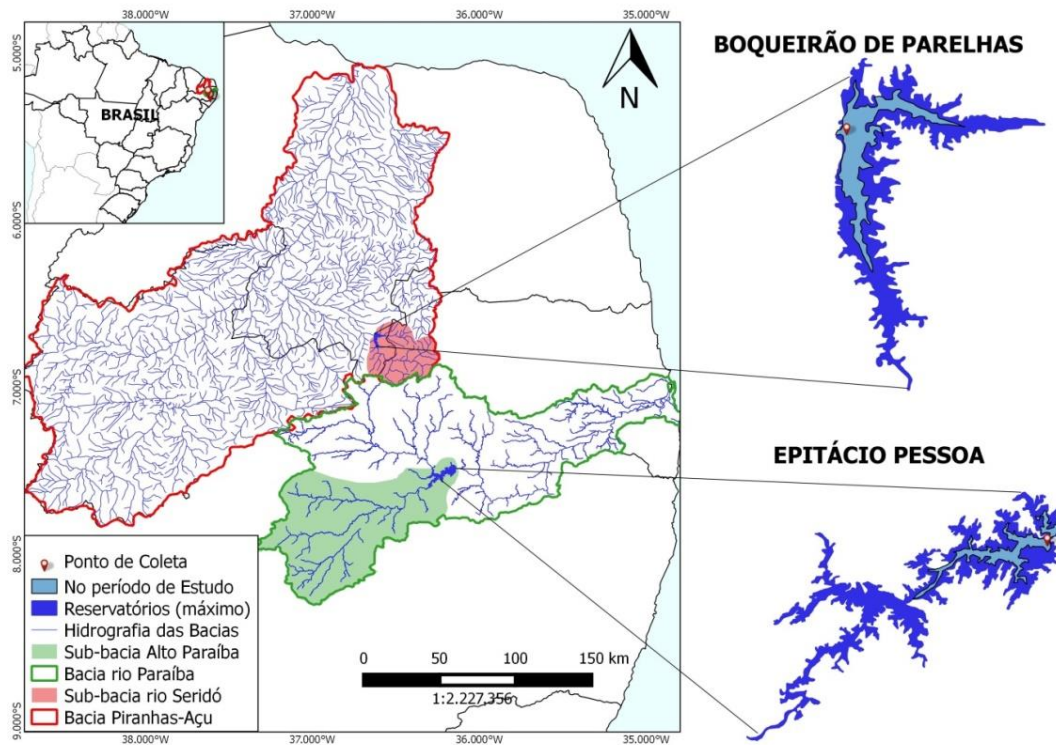 38.000°W 37.000°W 36.000°W 35.000°W
5.000°S
6.000°S
7.000°S
8.000°S
9.000°S
BRASIL
N
BOQUEIRÃO DE PARELHAS
EPITÁCIO PESSOA
Ponto de Coleta
No período de Estudo
Reservatórios (máximo)
Hidrografia das Bacias
Sub-bacia Alto Paraíba
Bacia rio Paraíba
Sub-bacia rio Seridó
Bacia Piranhas-Açu
0 50 100 150 km
1:2.227,356
38.000°W 37.000°W 36.000°W 35.000°W